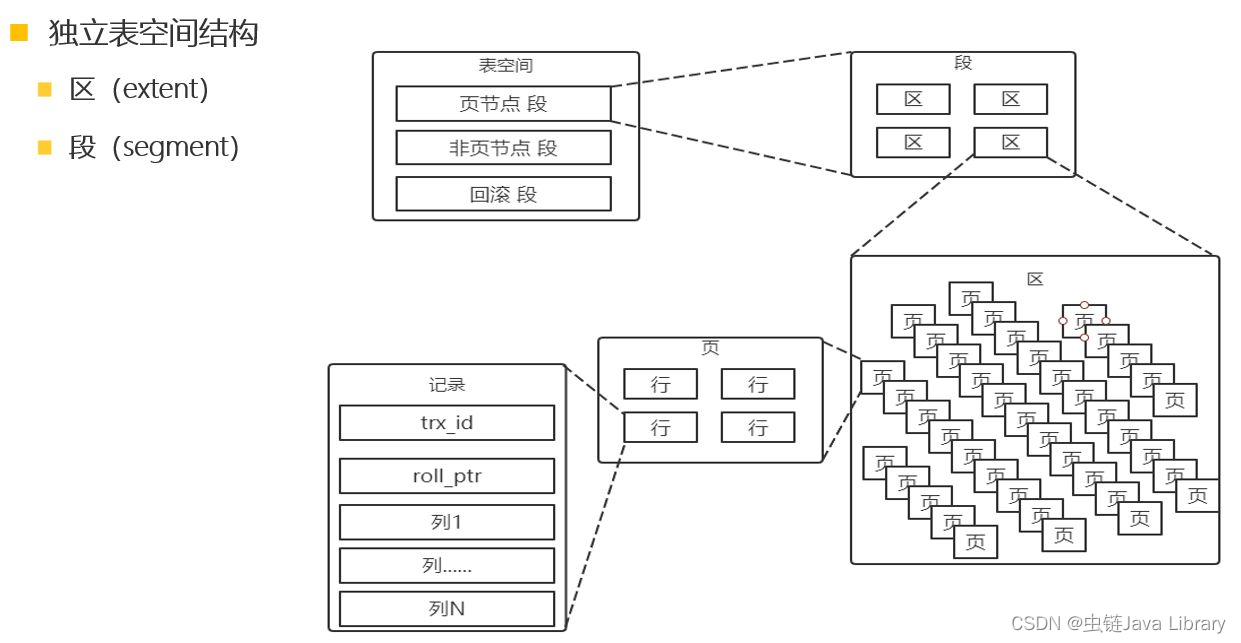 独立表空间结构
区（extent）
段（segment）
表空间
页节点 段
非页节点 段
回滚 段
段
区 区
区 区
区
页 页 页 页 页 页 页 页 页 页 页
页 页 页 页 页
页 页 页 页 页 页 页 页 页 页 页
页 页 页 页 页 页 页 页 页
页 页 页 页 页
页
行 行
行 行
记录
trx_id
roll_ptr
列1
列......
列N
CSDN @虫链Java Library